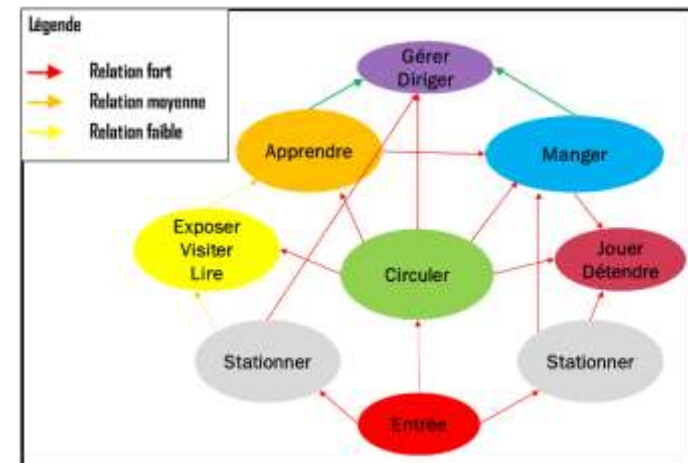 Légende
Relation fort
Relation moyenne
Relation faible
Gérer
Diriger
Apprendre
Manger
Exposer
Visiter
Lire
Circuler
Jouer
Détendre
Stationner
Stationner
Entrée